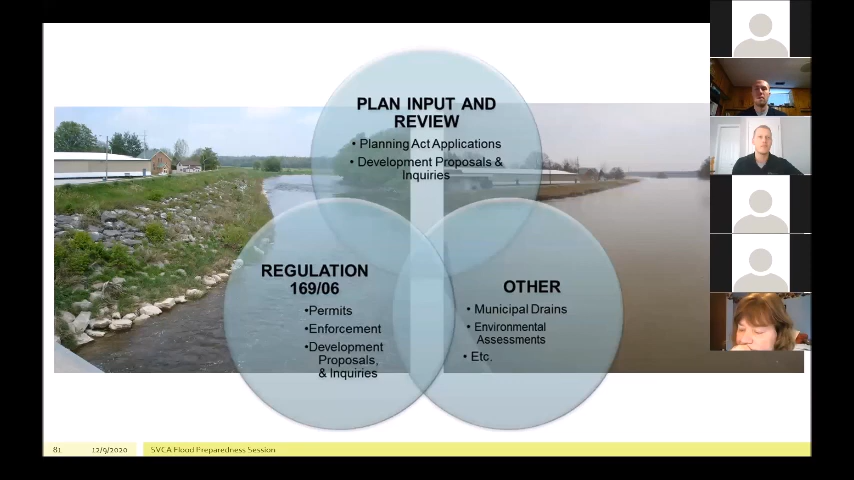 PLAN INPUT AND
REVIEW
• Planning Act Applications
• Development Proposals &
Inquiries
REGULATION
169/06
•Permits
•Enforcement
•Development
Proposals,
& Inquiries
OTHER
• Municipal Drains
• Environmental
Assessments
• Etc.
81 12/9/2020 SVCA Flood Preparedness Session